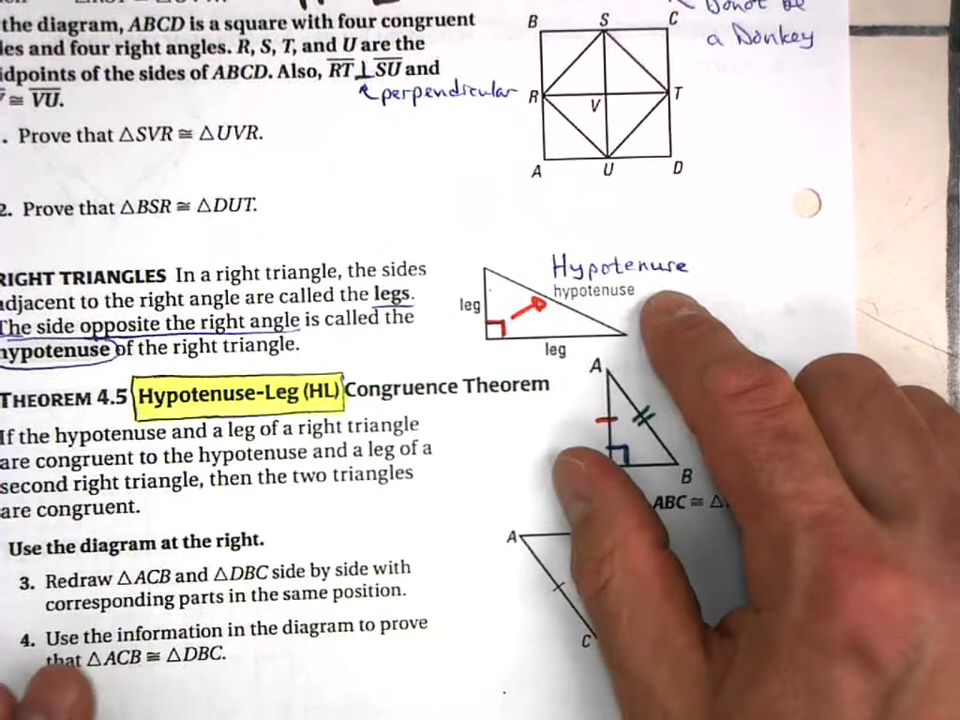 Donot be
a Donkey
the diagram, ABCD is a square with four congruent
les and four right angles. R, S, T, and U are the
idpoints of the sides of ABCD. Also, RT ⊥ SU and
≅ VU.
perpendicular
B S C
R V T
A U D
. Prove that △SVR ≅ △UVR.
2. Prove that △BSR ≅ △DUT.
RIGHT TRIANGLES In a right triangle, the sides
adjacent to the right angle are called the legs.
The side opposite the right angle is called the
hypotenuse of the right triangle.
Hypotenuse
hypotenuse
leg
leg
THEOREM 4.5 Hypotenuse-Leg (HL) Congruence Theorem
If the hypotenuse and a leg of a right triangle
are congruent to the hypotenuse and a leg of a
second right triangle, then the two triangles
are congruent.
A
B
ABC ≅ △
Use the diagram at the right.
3. Redraw △ACB and △DBC side by side with
corresponding parts in the same position.
4. Use the information in the diagram to prove
that △ACB ≅ △DBC.
A
C